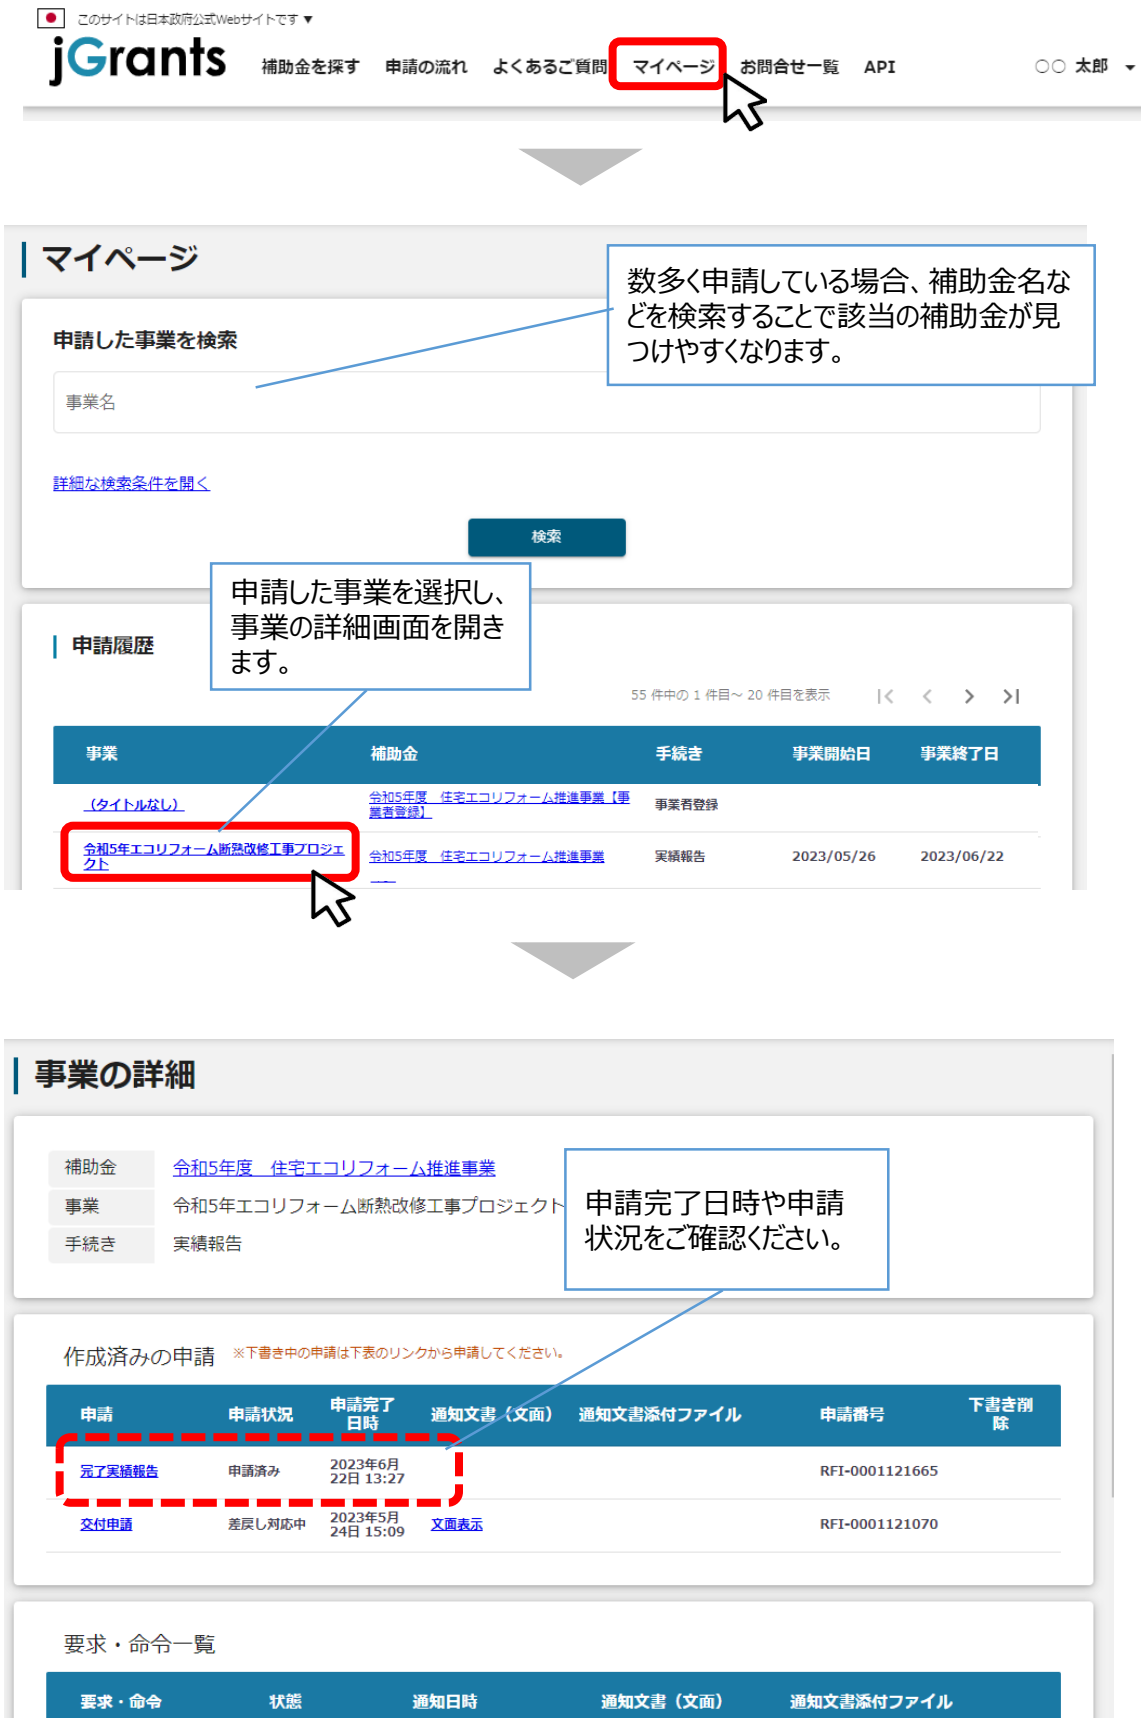 このサイトは日本政府公式Webサイトです ▼
jGrants
補助金を探す 申請の流れ よくあるご質問 マイページ お問合せ一覧 API ○○ 太郎
マイページ
数多く申請している場合、補助金名な
どを検索することで該当の補助金が見
つけやすくなります。
申請した事業を検索
事業名
詳細な検索条件を開く
検索
申請した事業を選択し、
事業の詳細画面を開き
ます。
申請履歴
55 件中の 1 件目～ 20 件目を表示
事業 補助金 手続き 事業開始日 事業終了日
（タイトルなし） 令和5年度 住宅エコリフォーム推進事業【事
業者登録】 事業者登録
令和5年エコリフォーム断熱改修工事プロジェ
クト 令和5年度 住宅エコリフォーム推進事業 実績報告 2023/05/26 2023/06/22
事業の詳細
補助金 令和5年度 住宅エコリフォーム推進事業
事業 令和5年エコリフォーム断熱改修工事プロジェクト
手続き 実績報告
申請完了日時や申請
状況をご確認ください。
作成済みの申請 ※下書き中の申請は下表のリンクから申請してください。
申請 申請状況 申請完了
日時 通知文書（文面） 通知文書添付ファイル 申請番号 下書き削
除
完了実績報告 申請済み 2023年6月
22日 13:27 RFI-0001121665
交付申請 差戻し対応中 2023年5月
24日 15:09 文面表示 RFI-0001121070
要求・命令一覧
要求・命令 状態 通知日時 通知文書（文面） 通知文書添付ファイル